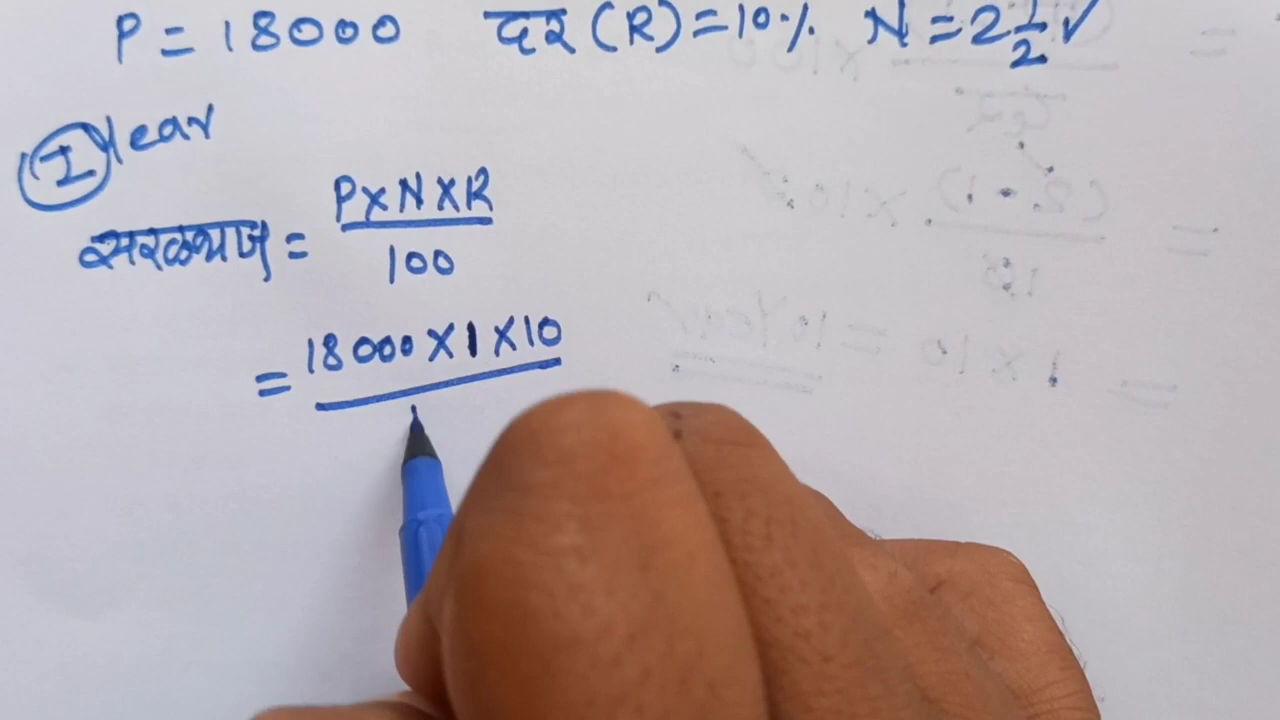 P = 18000 दर (R) = 10% N = 2 1/2 ✓
I Year
सरळव्याज = P×N×R / 100
= 18000 × 1 × 10